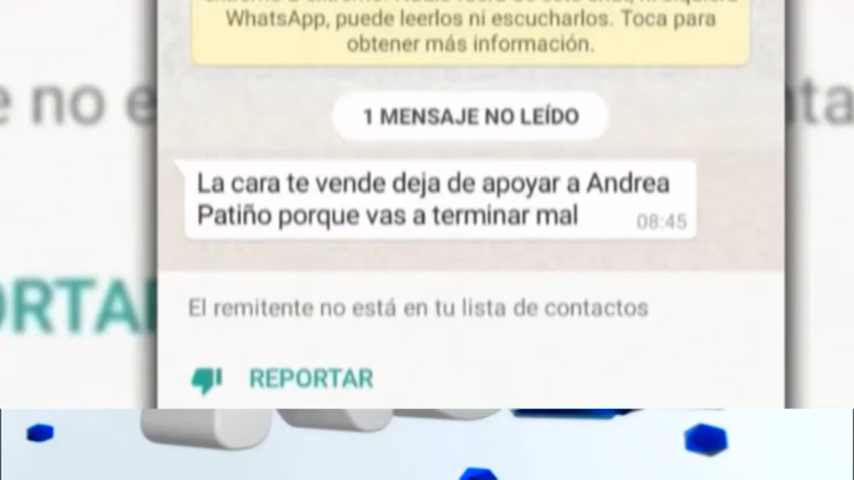 WhatsApp, puede leerlos ni escucharlos. Toca para
obtener más información.
1 MENSAJE NO LEÍDO
La cara te vende deja de apoyar a Andrea
Patiño porque vas a terminar mal
08:45
El remitente no está en tu lista de contactos
REPORTAR